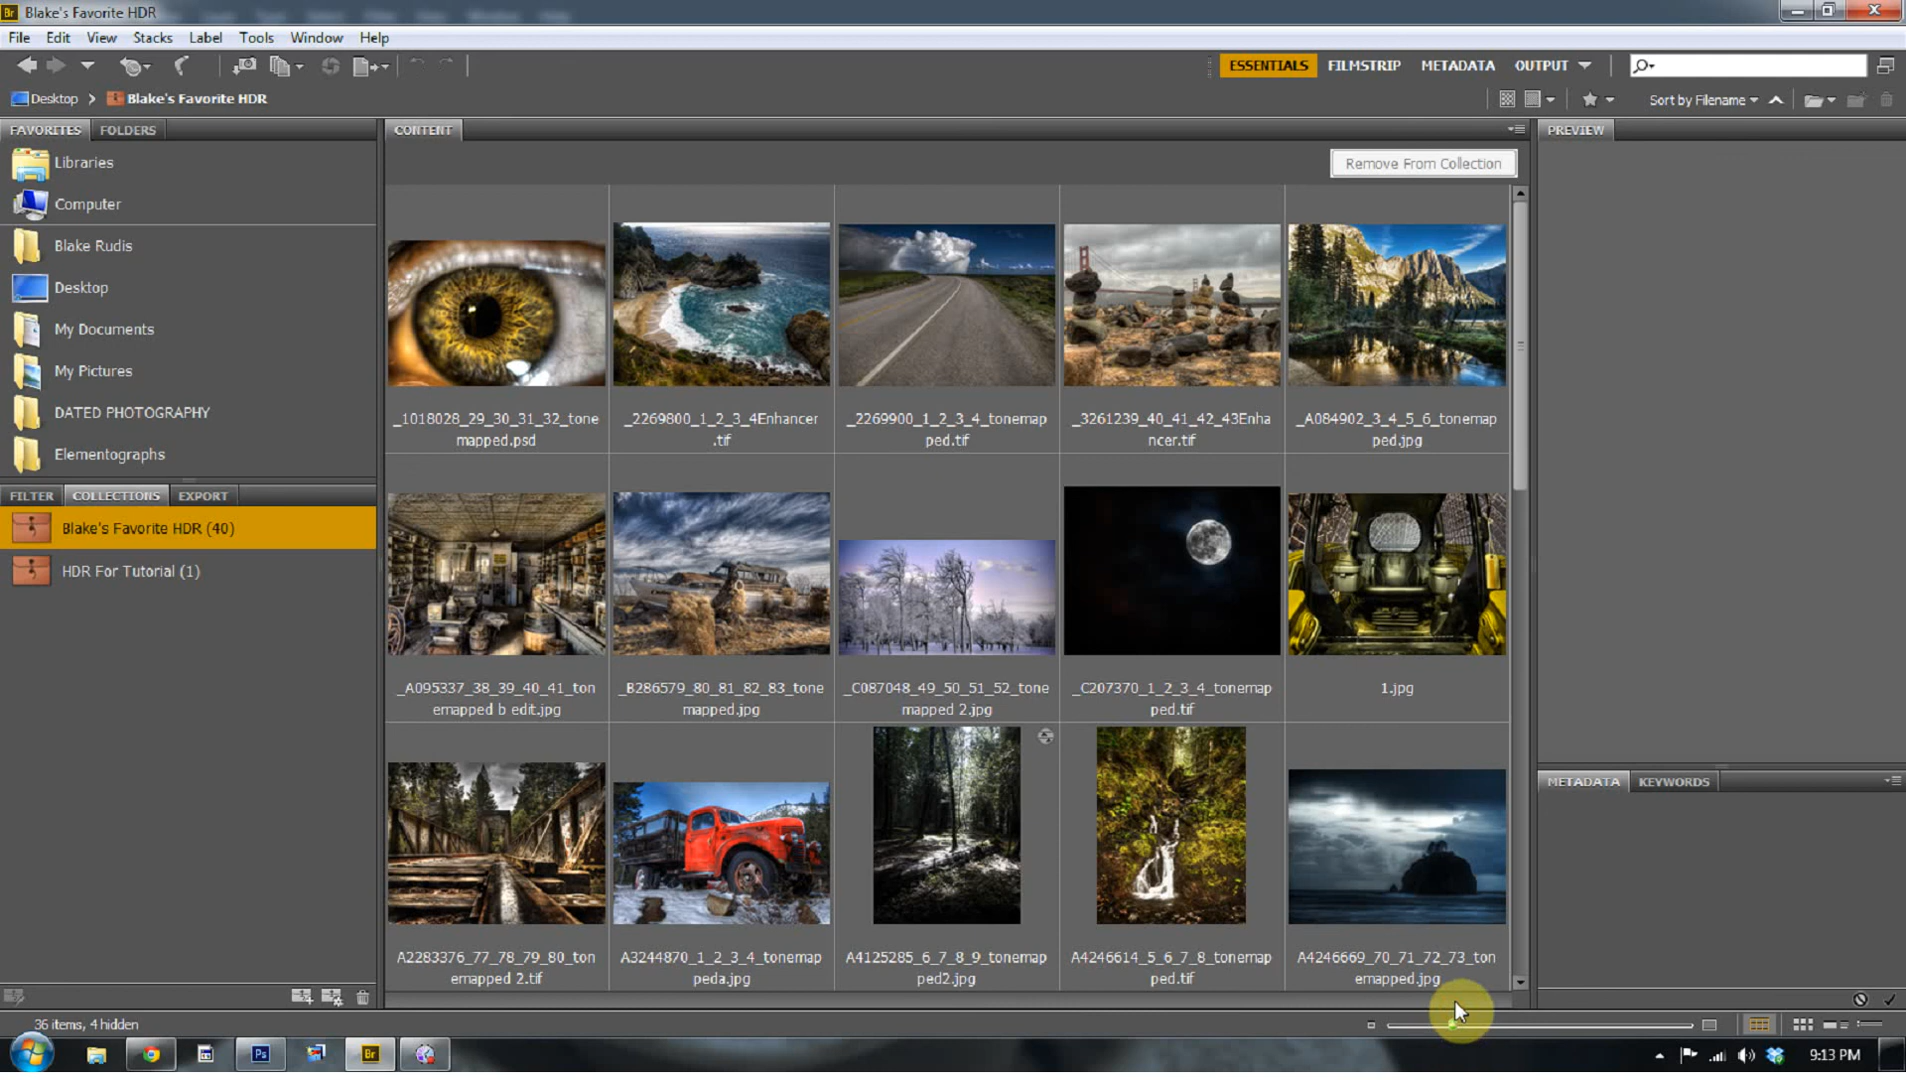 Br Blake's Favorite HDR
File Edit View Stacks Label Tools Window Help
ESSENTIALS FILMSTRIP METADATA OUTPUT
Desktop Blake's Favorite HDR
Sort by Filename
FAVORITES FOLDERS
CONTENT
PREVIEW
Remove From Collection
Libraries
Computer
Blake Rudis
Desktop
My Documents
My Pictures
DATED PHOTOGRAPHY
Elementographs
_1018028_29_30_31_32_tone
mapped.psd
_2269800_1_2_3_4Enhancer
.tif
_2269900_1_2_3_4_tonemap
ped.tif
_3261239_40_41_42_43Enha
ncer.tif
_A084902_3_4_5_6_tonemap
ped.jpg
FILTER COLLECTIONS EXPORT
Blake's Favorite HDR (40)
HDR For Tutorial (1)
_A095337_38_39_40_41_ton
emapped b edit.jpg
_B286579_80_81_82_83_tone
mapped.jpg
_C087048_49_50_51_52_tone
mapped 2.jpg
_C207370_1_2_3_4_tonemap
ped.tif
1.jpg
METADATA KEYWORDS
A2283376_77_78_79_80_ton
emapped 2.tif
A3244870_1_2_3_4_tonemap
peda.jpg
A4125285_6_7_8_9_tonemap
ped2.jpg
A4246614_5_6_7_8_tonemap
ped.tif
A4246669_70_71_72_73_ton
emapped.jpg
36 items, 4 hidden
Ps
Br
9:13 PM